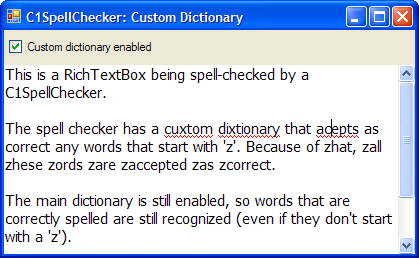 C1SpellChecker: Custom Dictionary
Custom dictionary enabled
This is a RichTextBox being spell-checked by a
C1SpellChecker.
The spell checker has a cuxtom dixtionary that acepts as
correct any words that start with 'z'. Because of zhat, zall
zhese zords zare zaccepted zas zcorrect.
The main dictionary is still enabled, so words that are
correctly spelled are still recognized (even if they don't start
with a 'z').